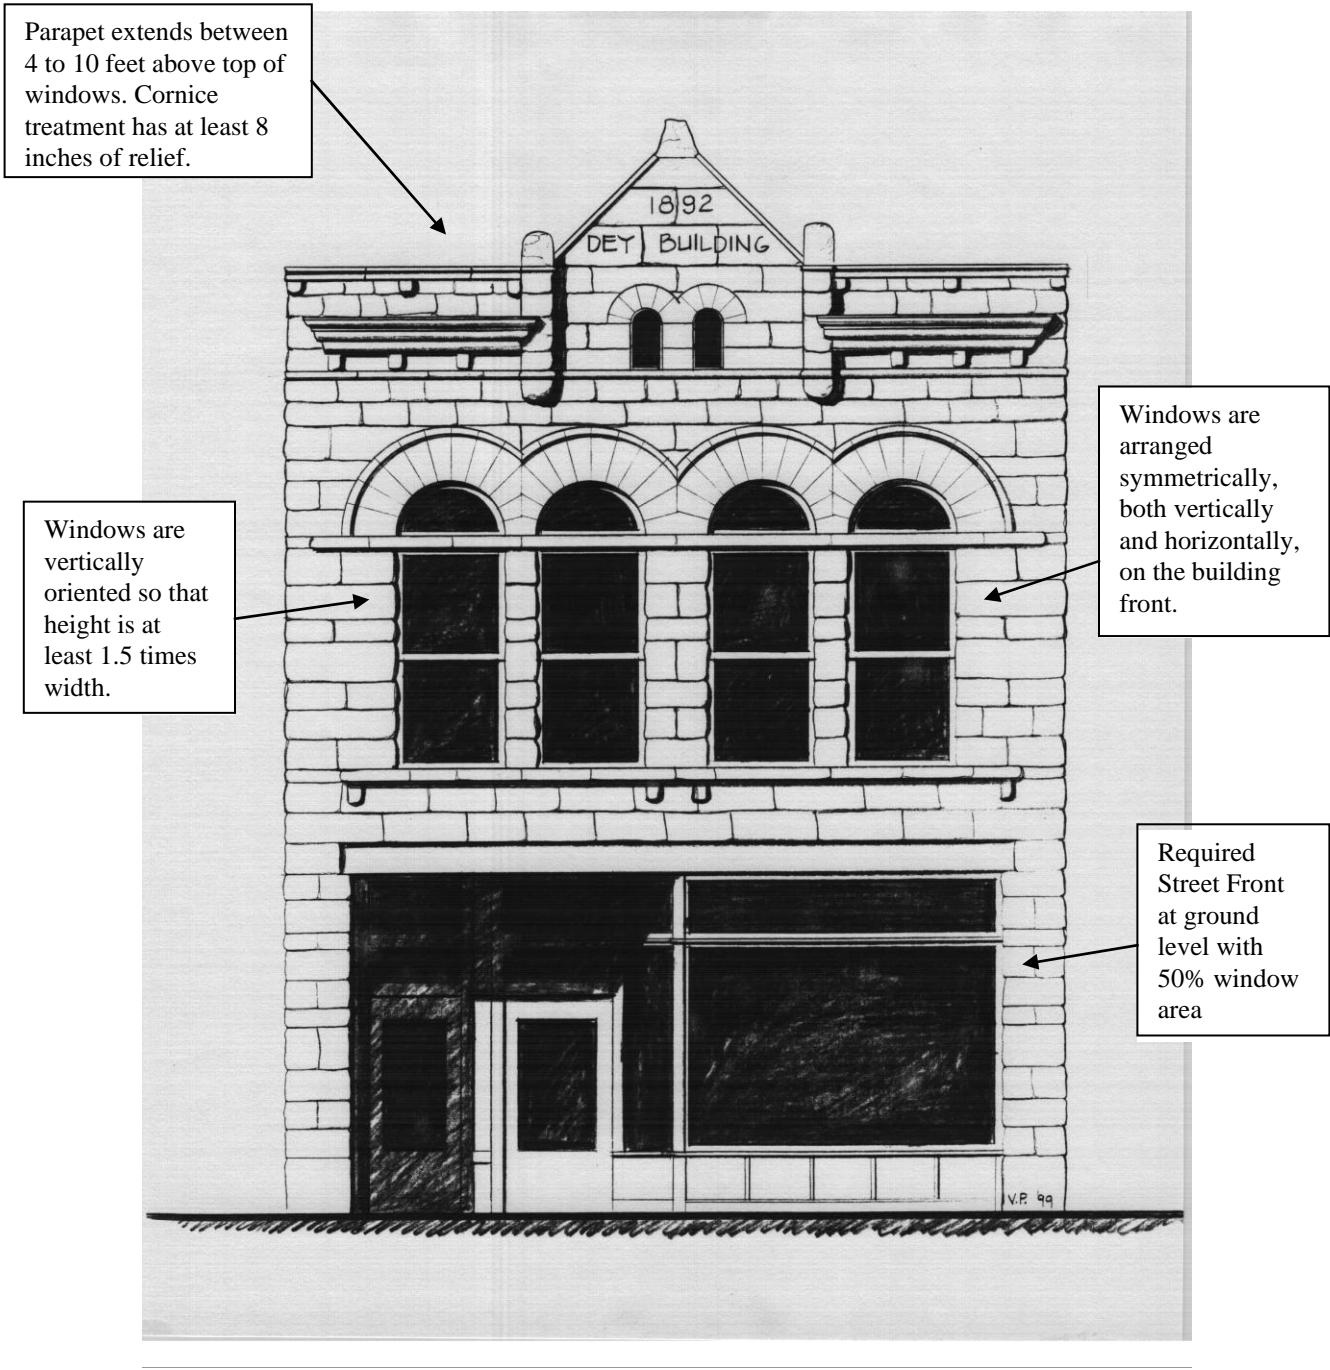 Parapet extends between
4 to 10 feet above top of
windows. Cornice
treatment has at least 8
inches of relief.
1892
DEY BUILDING
Windows are
arranged
symmetrically,
both vertically
and horizontally,
on the building
front.
Windows are
vertically
oriented so that
height is at
least 1.5 times
width.
Required
Street Front
at ground
level with
50% window
area
V.P. '99